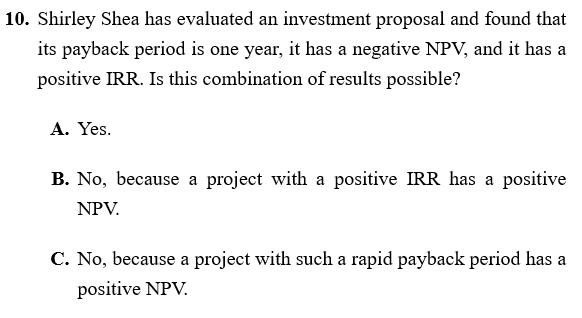 10. Shirley Shea has evaluated an investment proposal and found that
its payback period is one year, it has a negative NPV, and it has a
positive IRR. Is this combination of results possible?
A. Yes.
B. No, because a project with a positive IRR has a positive
NPV.
C. No, because a project with such a rapid payback period has a
positive NPV.